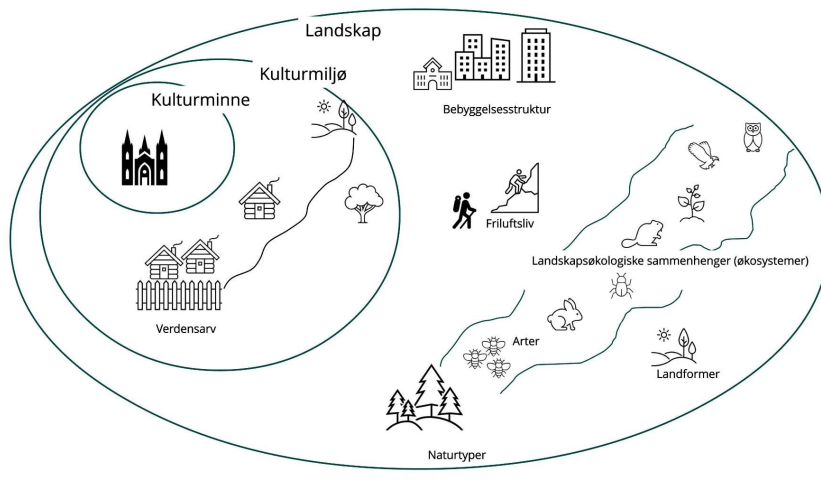 Landskap
Kulturmiljø
Kulturminne
Bebyggelsesstruktur
Friluftsliv
Landskapsøkologiske sammenhenger (økosystemer)
Verdensarv
Arter
Landformer
Naturtyper